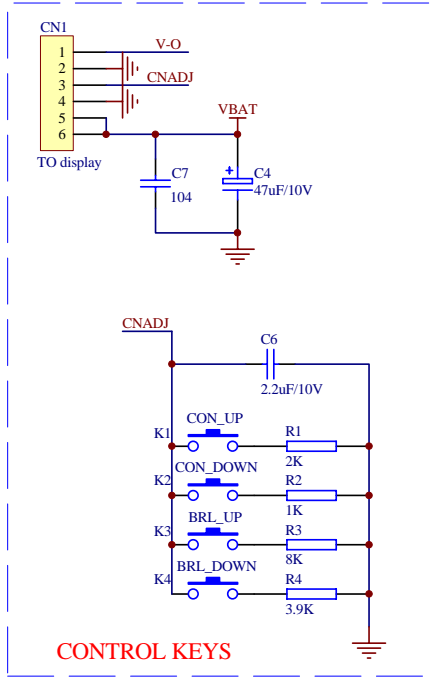 CN1
1 V-O
2
3 CNADJ
4
5
6
VBAT
TO display
C7
104
+ C4
47uF/10V
CNADJ
C6
2.2uF/10V
K1 CON_UP R1
2K
K2 CON_DOWN R2
1K
K3 BRL_UP R3
8K
K4 BRL_DOWN R4
3.9K
CONTROL KEYS